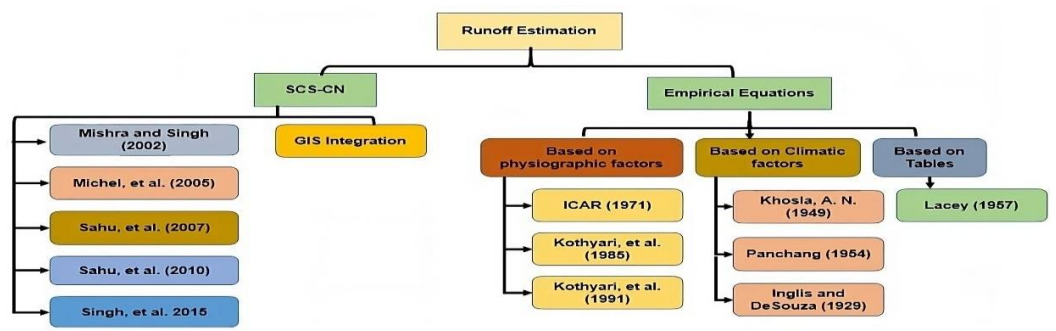 Runoff Estimation
SCS-CN
Empirical Equations
Mishra and Singh
(2002)
GIS Integration
Michel, et al. (2005)
Sahu, et al. (2007)
Sahu, et al. (2010)
Singh, et al. 2015
Based on
physiographic factors
ICAR (1971)
Kothyari, et al.
(1985)
Kothyari, et al.
(1991)
Based on Climatic
factors
Khosla, A. N.
(1949)
Panchang (1954)
Inglis and
DeSouza (1929)
Based on
Tables
Lacey (1957)